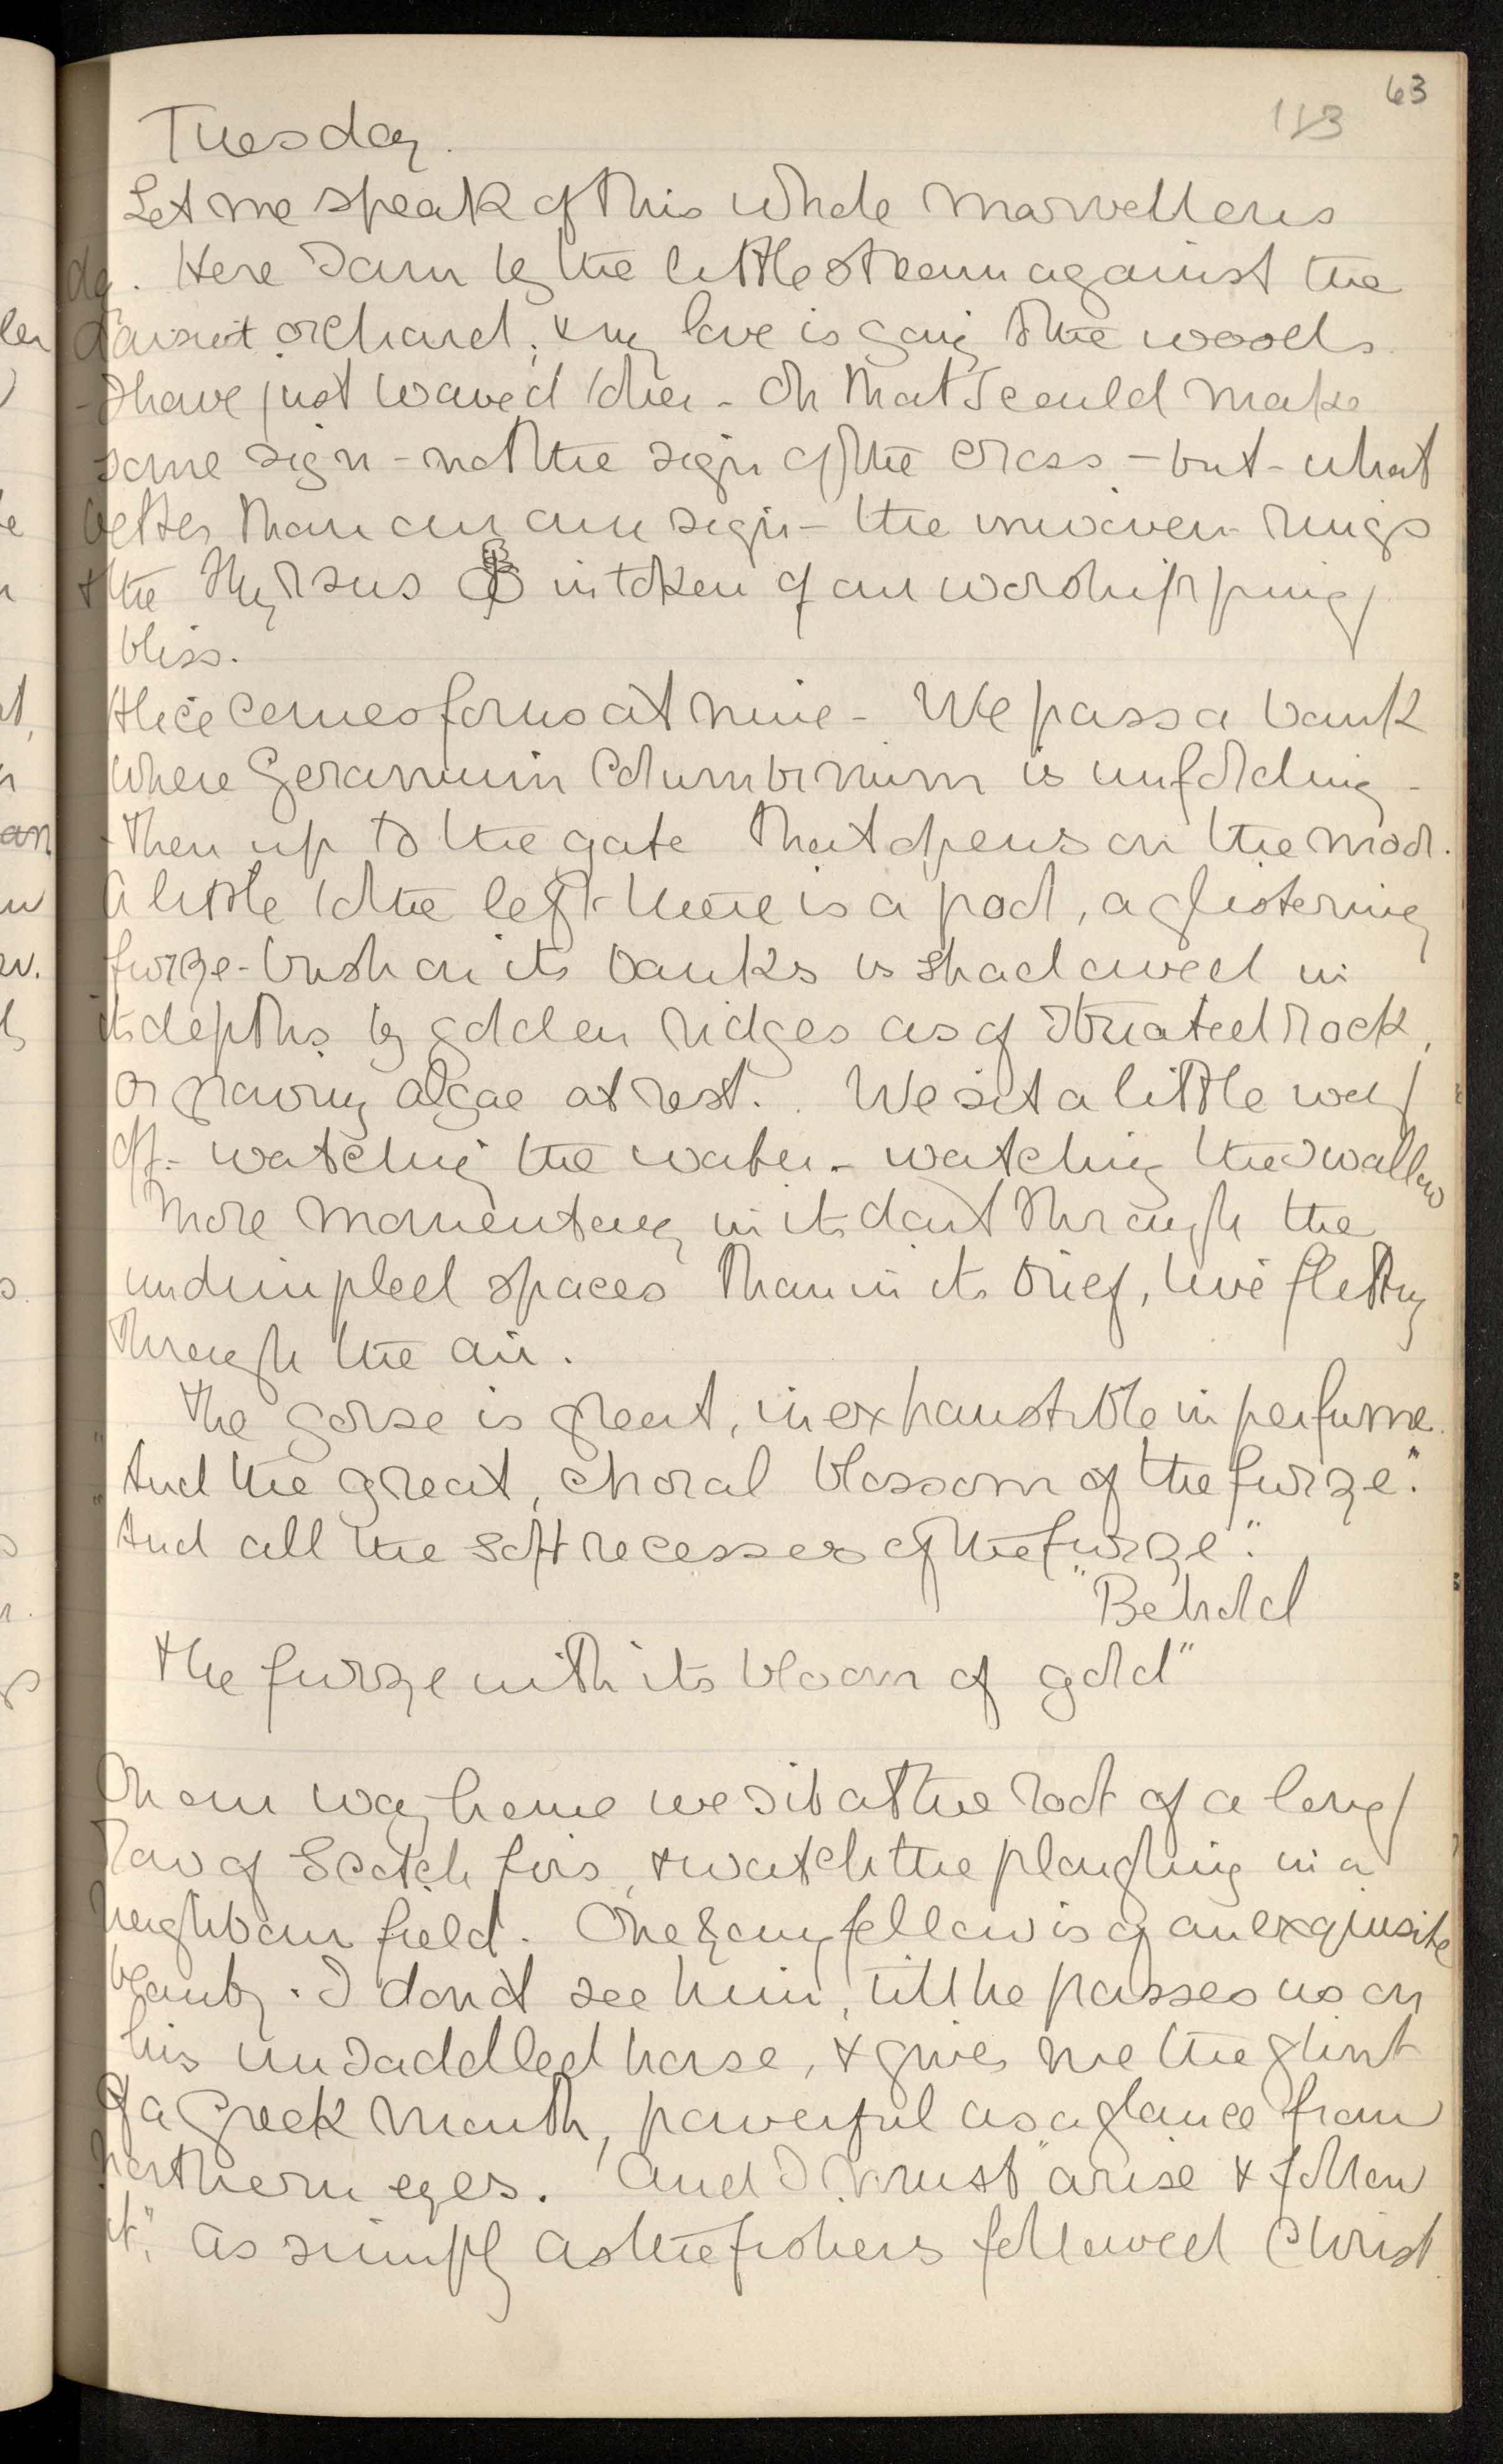 63
113
Tuesday.
Let me speak of this whole marvellous
day. Here I am by the little stream against the
orchard, & my love is going to the woods
- I have just waved to her - Oh that I could make
some sign - not the sign of the cross - but - what
better than our own sign - the inwoven rings
& the thyrsus in token of our worshipping
bliss.
Alice comes for us at nine - We pass a bank
where Geranium Columbinum is unfolding -
- then up to the gate that opens on the moor.
A little to the left there is a pool, a glistering
furze-bush on its banks is shadowed in
its depths by golden ridges as of striated rock,
or growing algae at rest. We sit a little way
off - watching the water - watching the swallow
more momentary in its dart through the
undimpled spaces than in its brief, live flitting
through the air.
The gorse is great, inexhaustible in perfume.
"And the great, choral blossom of the furze".
"And all the soft recesses of the furze".
"Behold
the furze with its bloom of gold"
On our way home we sit at the root of a long
row of Scotch firs, & watch the ploughing in a
neighbour field. One young fellow is of an exquisite
beauty. I don't see him, till he passes us on
his unsaddled horse, & gives me the glint
of a Greek mouth, powerful as a glance from
northern eyes. And I must "arise & follow
it", as simply as the fishers followed Christ.